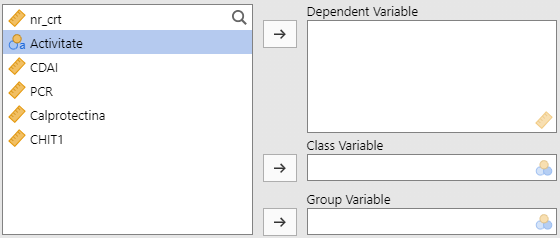 nr_crt
Activitate
CDAI
PCR
Calprotectina
CHIT1
Dependent Variable
Class Variable
Group Variable